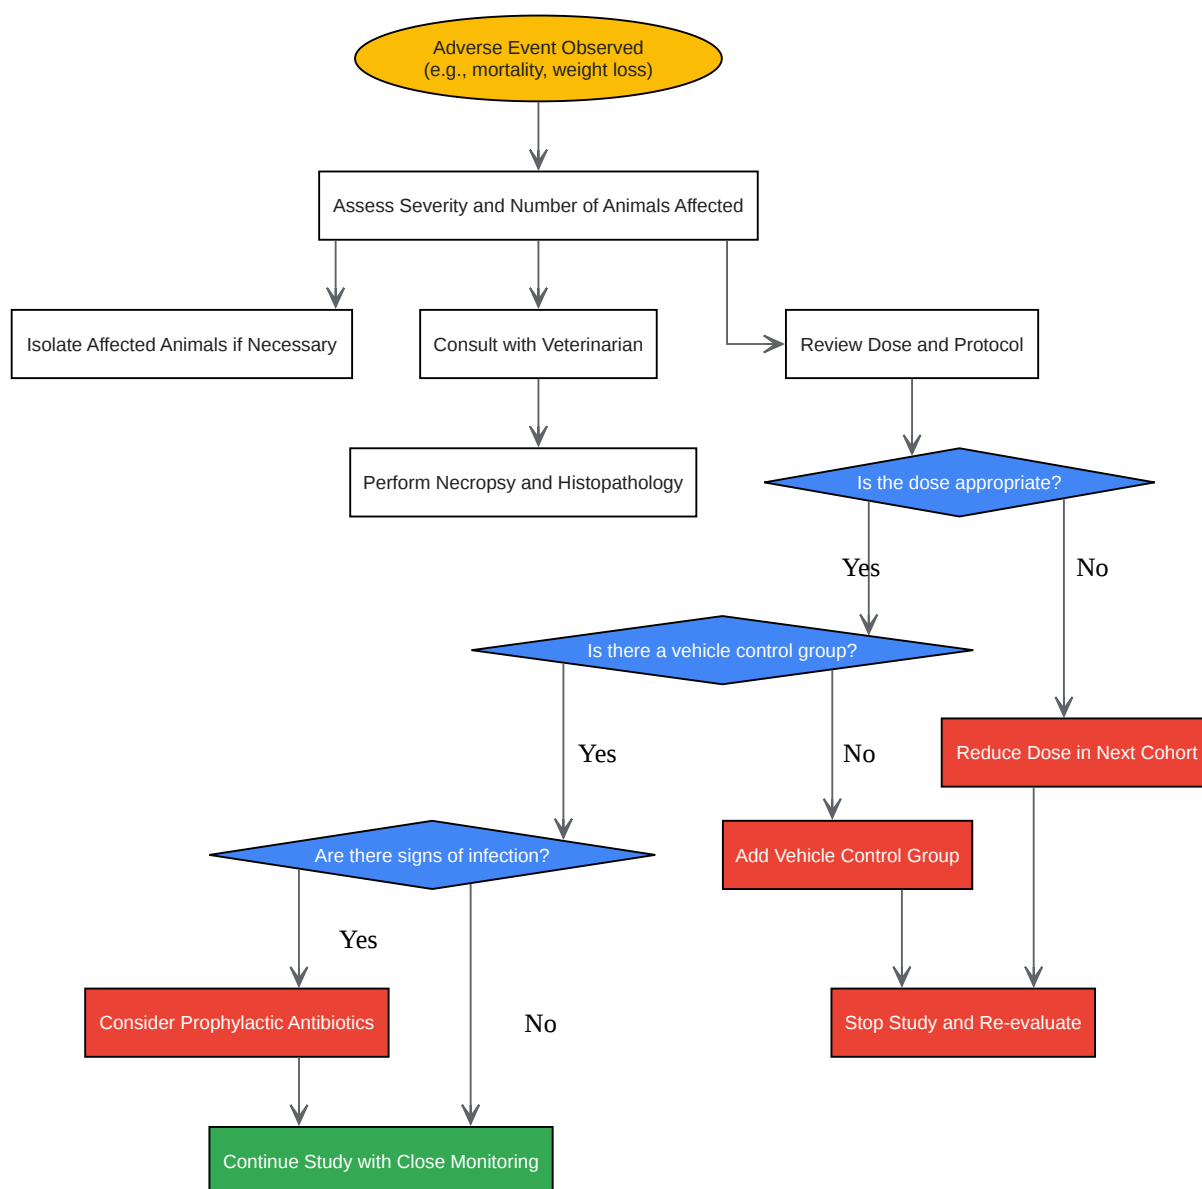 Adverse Event Observed
(e.g., mortality, weight loss)
Assess Severity and Number of Animals Affected
Isolate Affected Animals if Necessary
Consult with Veterinarian
Review Dose and Protocol
Perform Necropsy and Histopathology
Is the dose appropriate?
Yes
No
Is there a vehicle control group?
Yes
No
Reduce Dose in Next Cohort
Are there signs of infection?
Add Vehicle Control Group
Yes
No
Consider Prophylactic Antibiotics
Stop Study and Re-evaluate
Continue Study with Close Monitoring